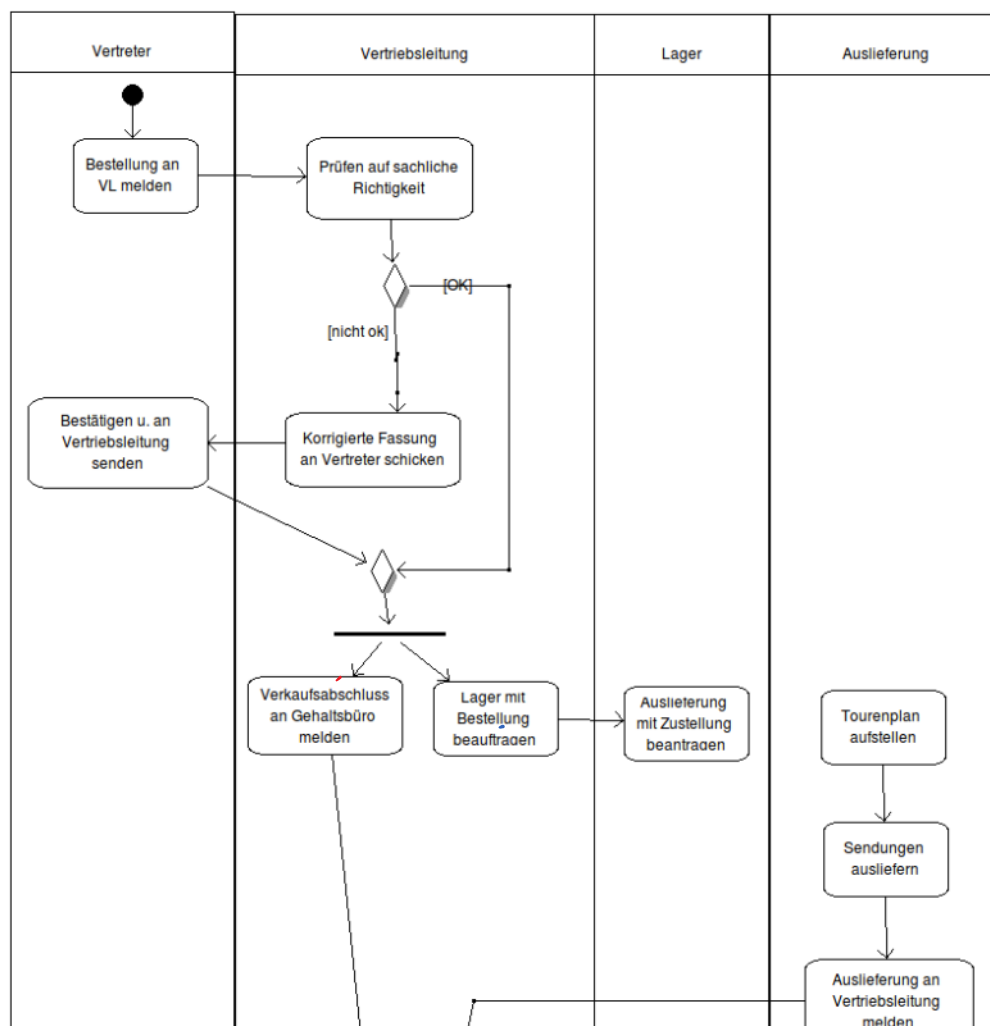 Vertreter
Vertriebsleitung
Lager
Auslieferung
Bestellung an
VL melden
Prüfen auf sachliche
Richtigkeit
[OK]
[nicht ok]
Bestätigen u. an
Vertriebsleitung
senden
Korrigierte Fassung
an Vertreter schicken
Verkaufsabschluss
an Gehaltsbüro
melden
Lager mit
Bestellung
beauftragen
Auslieferung
mit Zustellung
beantragen
Tourenplan
aufstellen
Sendungen
ausliefern
Auslieferung an
Vertriebsleitung
melden